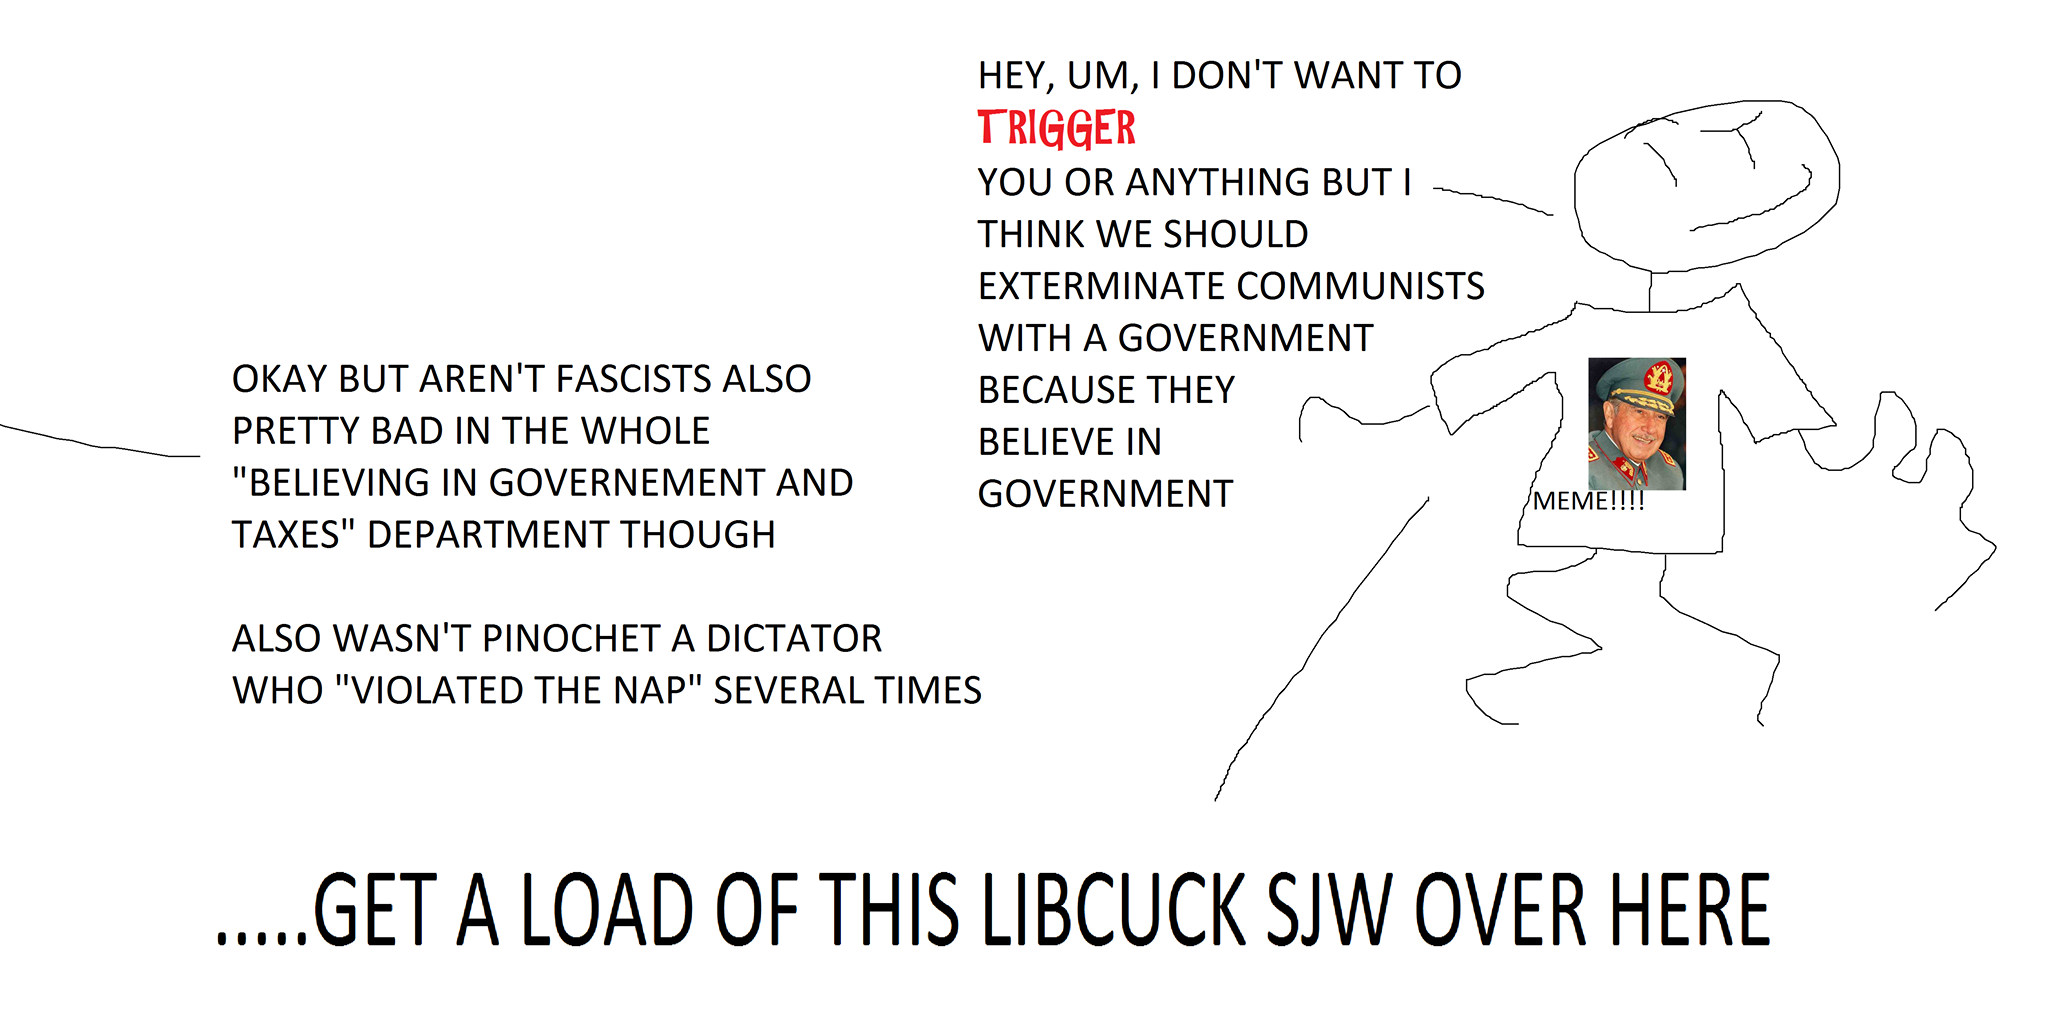 HEY, UM, I DON'T WANT TO
TRIGGER
YOU OR ANYTHING BUT I
THINK WE SHOULD
EXTERMINATE COMMUNISTS
WITH A GOVERNMENT
BECAUSE THEY
BELIEVE IN
GOVERNMENT
MEME!!!!
OKAY BUT AREN'T FASCISTS ALSO
PRETTY BAD IN THE WHOLE
"BELIEVING IN GOVERNEMENT AND
TAXES" DEPARTMENT THOUGH
ALSO WASN'T PINOCHET A DICTATOR
WHO "VIOLATED THE NAP" SEVERAL TIMES
.....GET A LOAD OF THIS LIBCUCK SJW OVER HERE